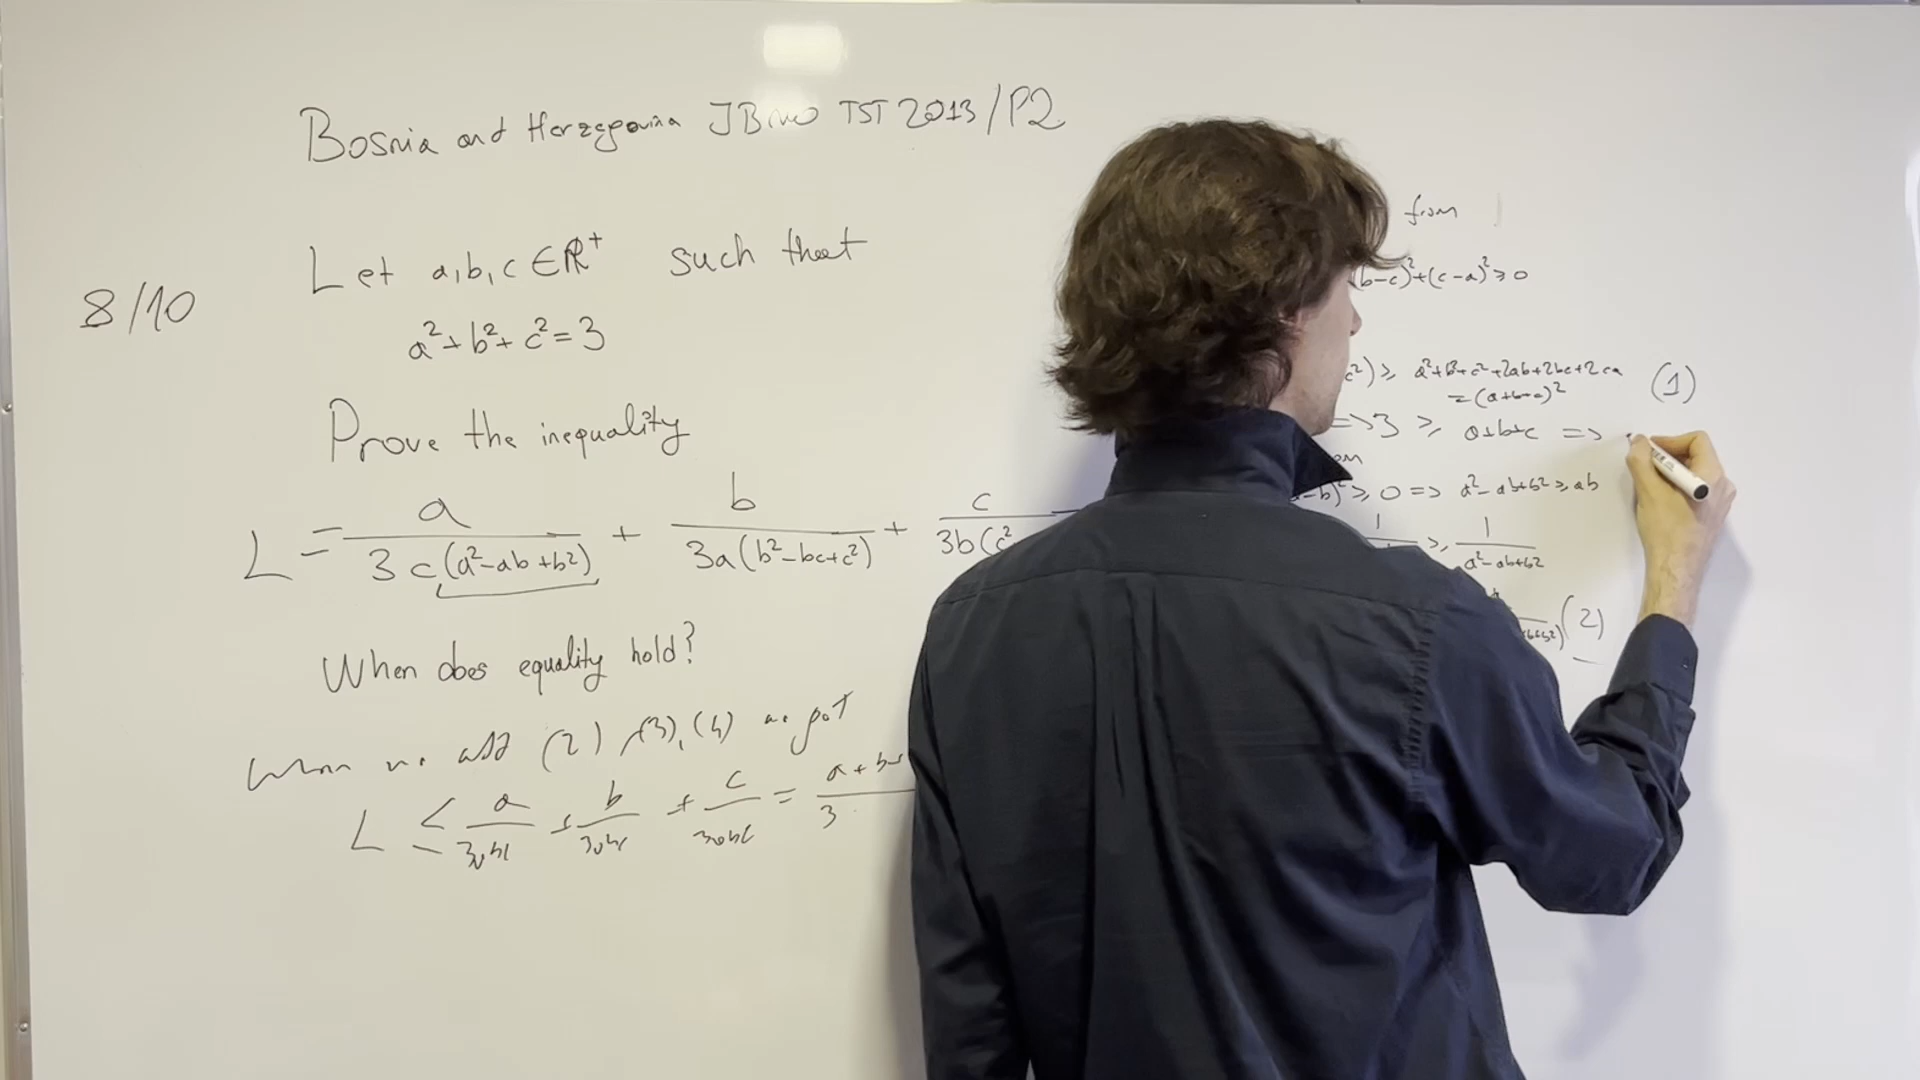 Bosnia and Herzegovina JBMO TST 2013/P2
8/10
Let a,b,c ∈ ℝ⁺ such that
a²+b²+c²=3
Prove the inequality
L = a/(3c(a²-ab+b²)) + b/(3a(b²-bc+c²)) + c/(3b(c²
When does equality hold?
When we add (2), (3), (4) we get
L ≤ a/3abc + b/3abc + c/3abc = a+b+/3
from
(b-c)²+(c-a)²≥0
c²) ≥ a²+b²+c²+2ab+2bc+2ca (1)
=(a+b+c)²
=>3 ≥ a+b+c =>
-b)² ≥ 0 => a²-ab+b² ≥ ab
1/ ≥ 1/(a²-ab+b²)
(2)